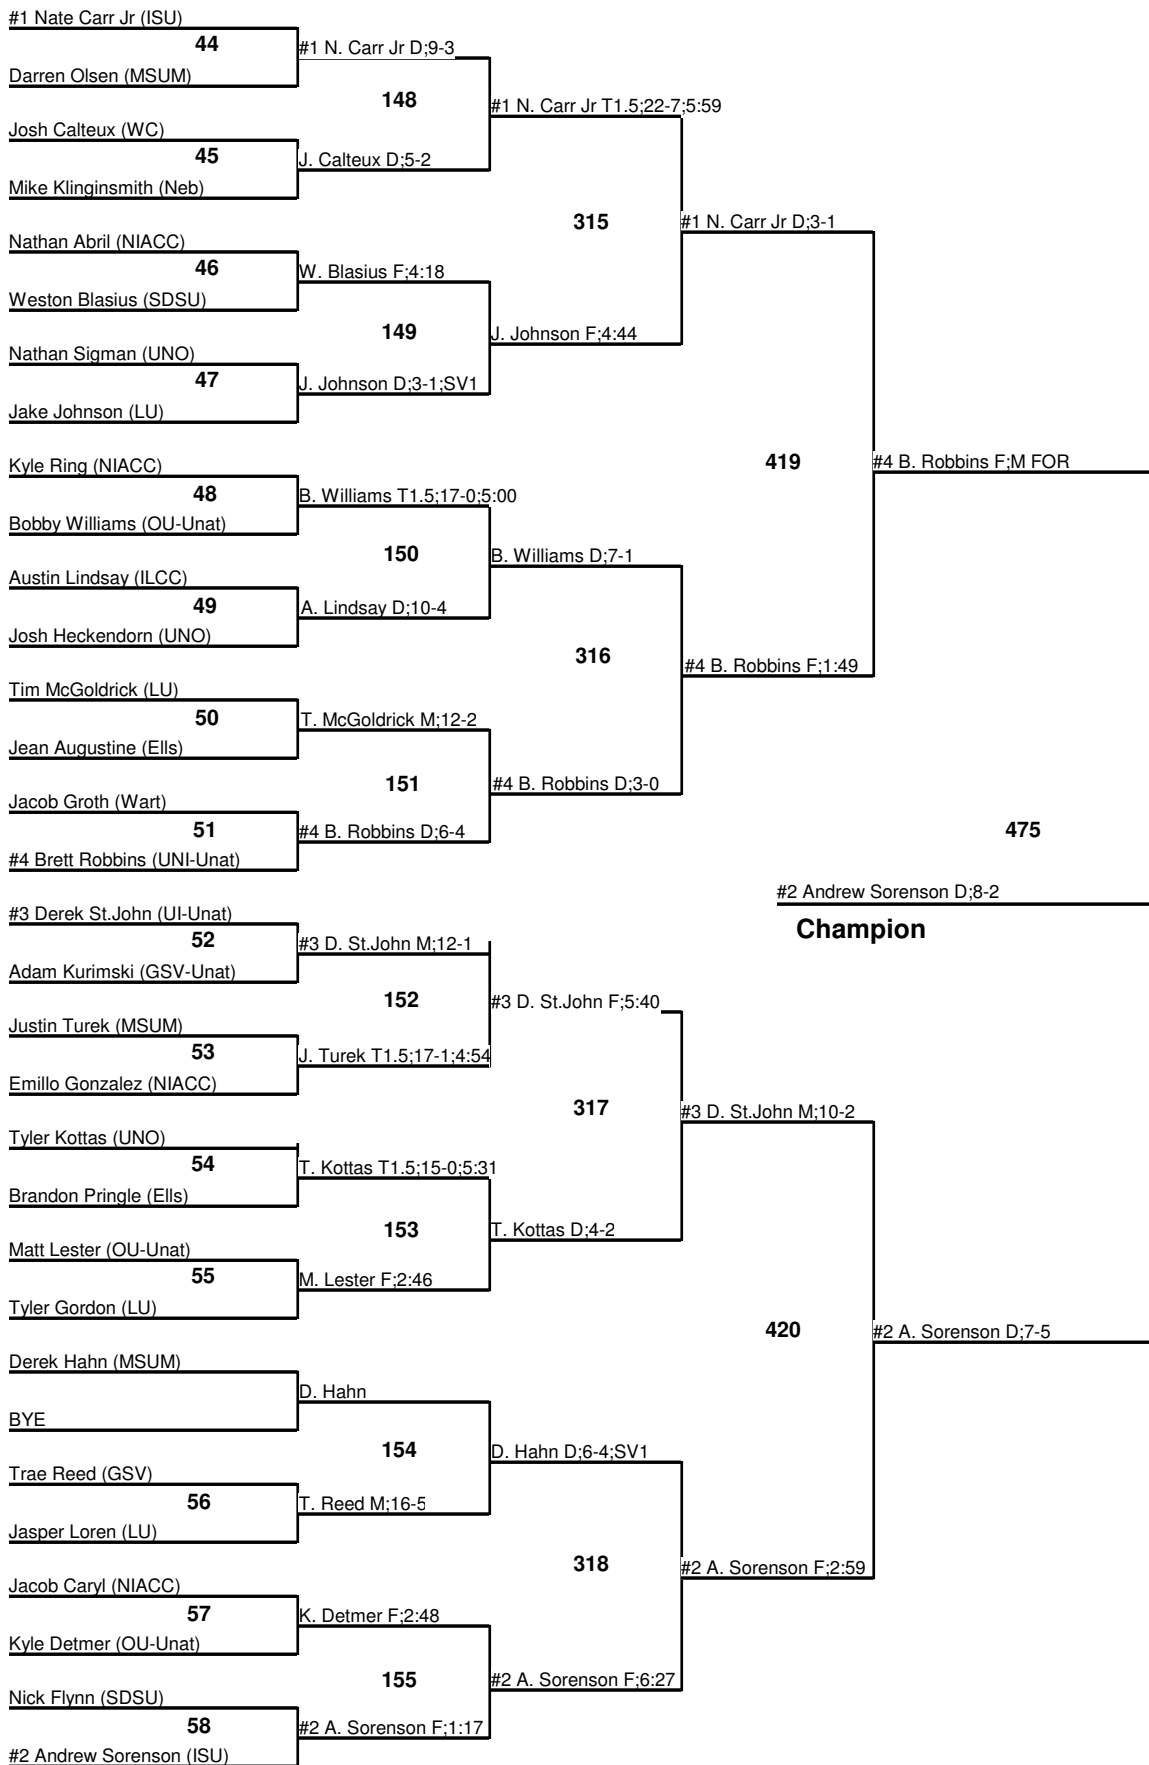 #1 Nate Carr Jr (ISU)
44
#1 N. Carr Jr D;9-3
Darren Olsen (MSUM)
148
#1 N. Carr Jr T1.5;22-7;5:59
Josh Calteux (WC)
45
J. Calteux D;5-2
Mike Klinginsmith (Neb)
315
#1 N. Carr Jr D;3-1
Nathan Abril (NIACC)
46
W. Blasius F;4:18
Weston Blasius (SDSU)
149
J. Johnson F;4:44
Nathan Sigman (UNO)
47
J. Johnson D;3-1;SV1
Jake Johnson (LU)
419
#4 B. Robbins F;M FOR
Kyle Ring (NIACC)
48
B. Williams T1.5;17-0;5:00
Bobby Williams (OU-Unat)
150
B. Williams D;7-1
Austin Lindsay (ILCC)
49
A. Lindsay D;10-4
Josh Heckendorn (UNO)
316
#4 B. Robbins F;1:49
Tim McGoldrick (LU)
50
T. McGoldrick M;12-2
Jean Augustine (Ells)
151
#4 B. Robbins D;3-0
Jacob Groth (Wart)
51
#4 B. Robbins D;6-4
#4 Brett Robbins (UNI-Unat)
475
#2 Andrew Sorenson D;8-2
Champion
#3 Derek St.John (UI-Unat)
52
#3 D. St.John M;12-1
Adam Kurimski (GSV-Unat)
152
#3 D. St.John F;5:40
Justin Turek (MSUM)
53
J. Turek T1.5;17-1;4:54
Emillo Gonzalez (NIACC)
317
#3 D. St.John M;10-2
Tyler Kottas (UNO)
54
T. Kottas T1.5;15-0;5:31
Brandon Pringle (Ells)
153
T. Kottas D;4-2
Matt Lester (OU-Unat)
55
M. Lester F;2:46
Tyler Gordon (LU)
420
#2 A. Sorenson D;7-5
Derek Hahn (MSUM)
D. Hahn
BYE
154
D. Hahn D;6-4;SV1
Trae Reed (GSV)
56
T. Reed M;16-5
Jasper Loren (LU)
318
#2 A. Sorenson F;2:59
Jacob Caryl (NIACC)
57
K. Detmer F;2:48
Kyle Detmer (OU-Unat)
155
#2 A. Sorenson F;6:27
Nick Flynn (SDSU)
58
#2 A. Sorenson F;1:17
#2 Andrew Sorenson (ISU)